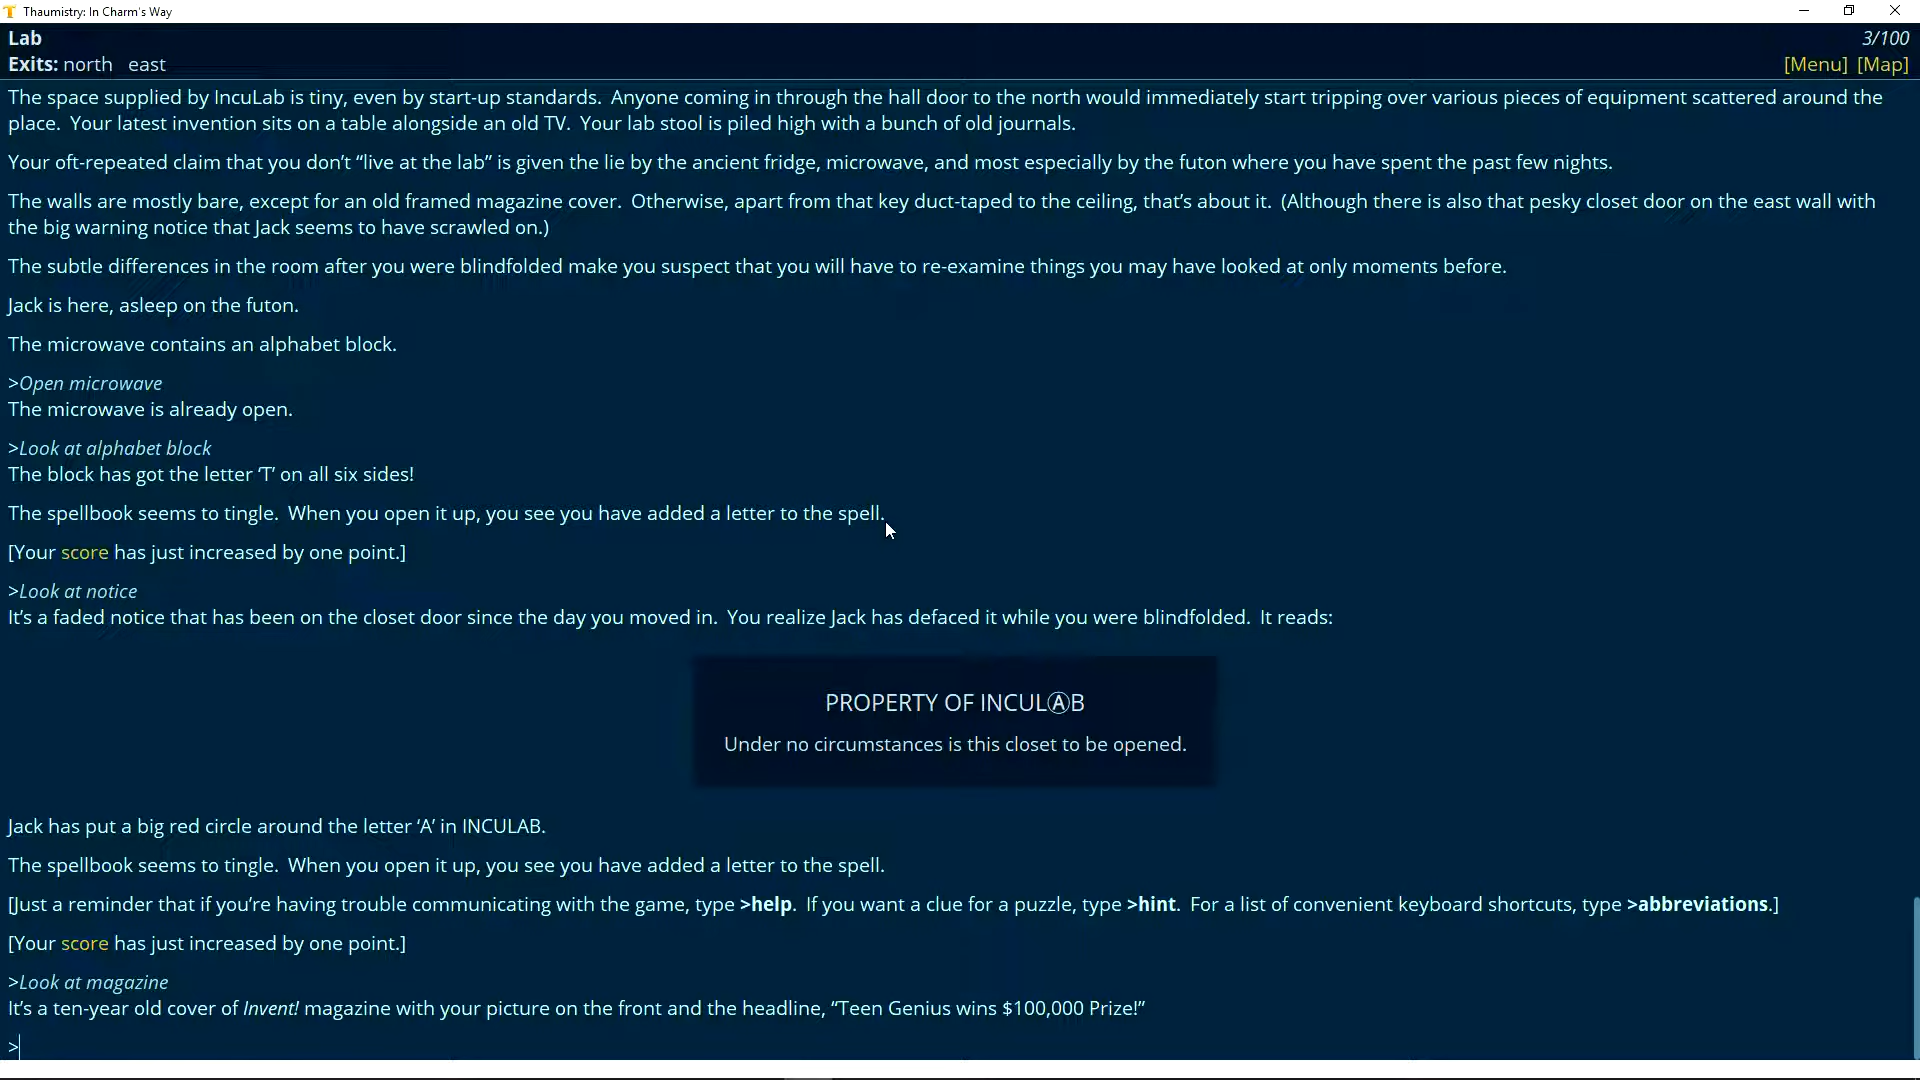 Thaumistry: In Charm's Way
Lab
3/100
Exits: north east
[Menu] [Map]
The space supplied by IncuLab is tiny, even by start-up standards. Anyone coming in through the hall door to the north would immediately start tripping over various pieces of equipment scattered around the
place. Your latest invention sits on a table alongside an old TV. Your lab stool is piled high with a bunch of old journals.
Your oft-repeated claim that you don’t “live at the lab” is given the lie by the ancient fridge, microwave, and most especially by the futon where you have spent the past few nights.
The walls are mostly bare, except for an old framed magazine cover. Otherwise, apart from that key duct-taped to the ceiling, that’s about it. (Although there is also that pesky closet door on the east wall with
the big warning notice that Jack seems to have scrawled on.)
The subtle differences in the room after you were blindfolded make you suspect that you will have to re-examine things you may have looked at only moments before.
Jack is here, asleep on the futon.
The microwave contains an alphabet block.
>Open microwave
The microwave is already open.
>Look at alphabet block
The block has got the letter ‘T’ on all six sides!
The spellbook seems to tingle. When you open it up, you see you have added a letter to the spell.
[Your score has just increased by one point.]
>Look at notice
It’s a faded notice that has been on the closet door since the day you moved in. You realize Jack has defaced it while you were blindfolded. It reads:
PROPERTY OF INCULⒶB
Under no circumstances is this closet to be opened.
Jack has put a big red circle around the letter ‘A’ in INCULAB.
The spellbook seems to tingle. When you open it up, you see you have added a letter to the spell.
[Just a reminder that if you’re having trouble communicating with the game, type >help. If you want a clue for a puzzle, type >hint. For a list of convenient keyboard shortcuts, type >abbreviations.]
[Your score has just increased by one point.]
>Look at magazine
It’s a ten-year old cover of Invent! magazine with your picture on the front and the headline, “Teen Genius wins $100,000 Prize!”
>